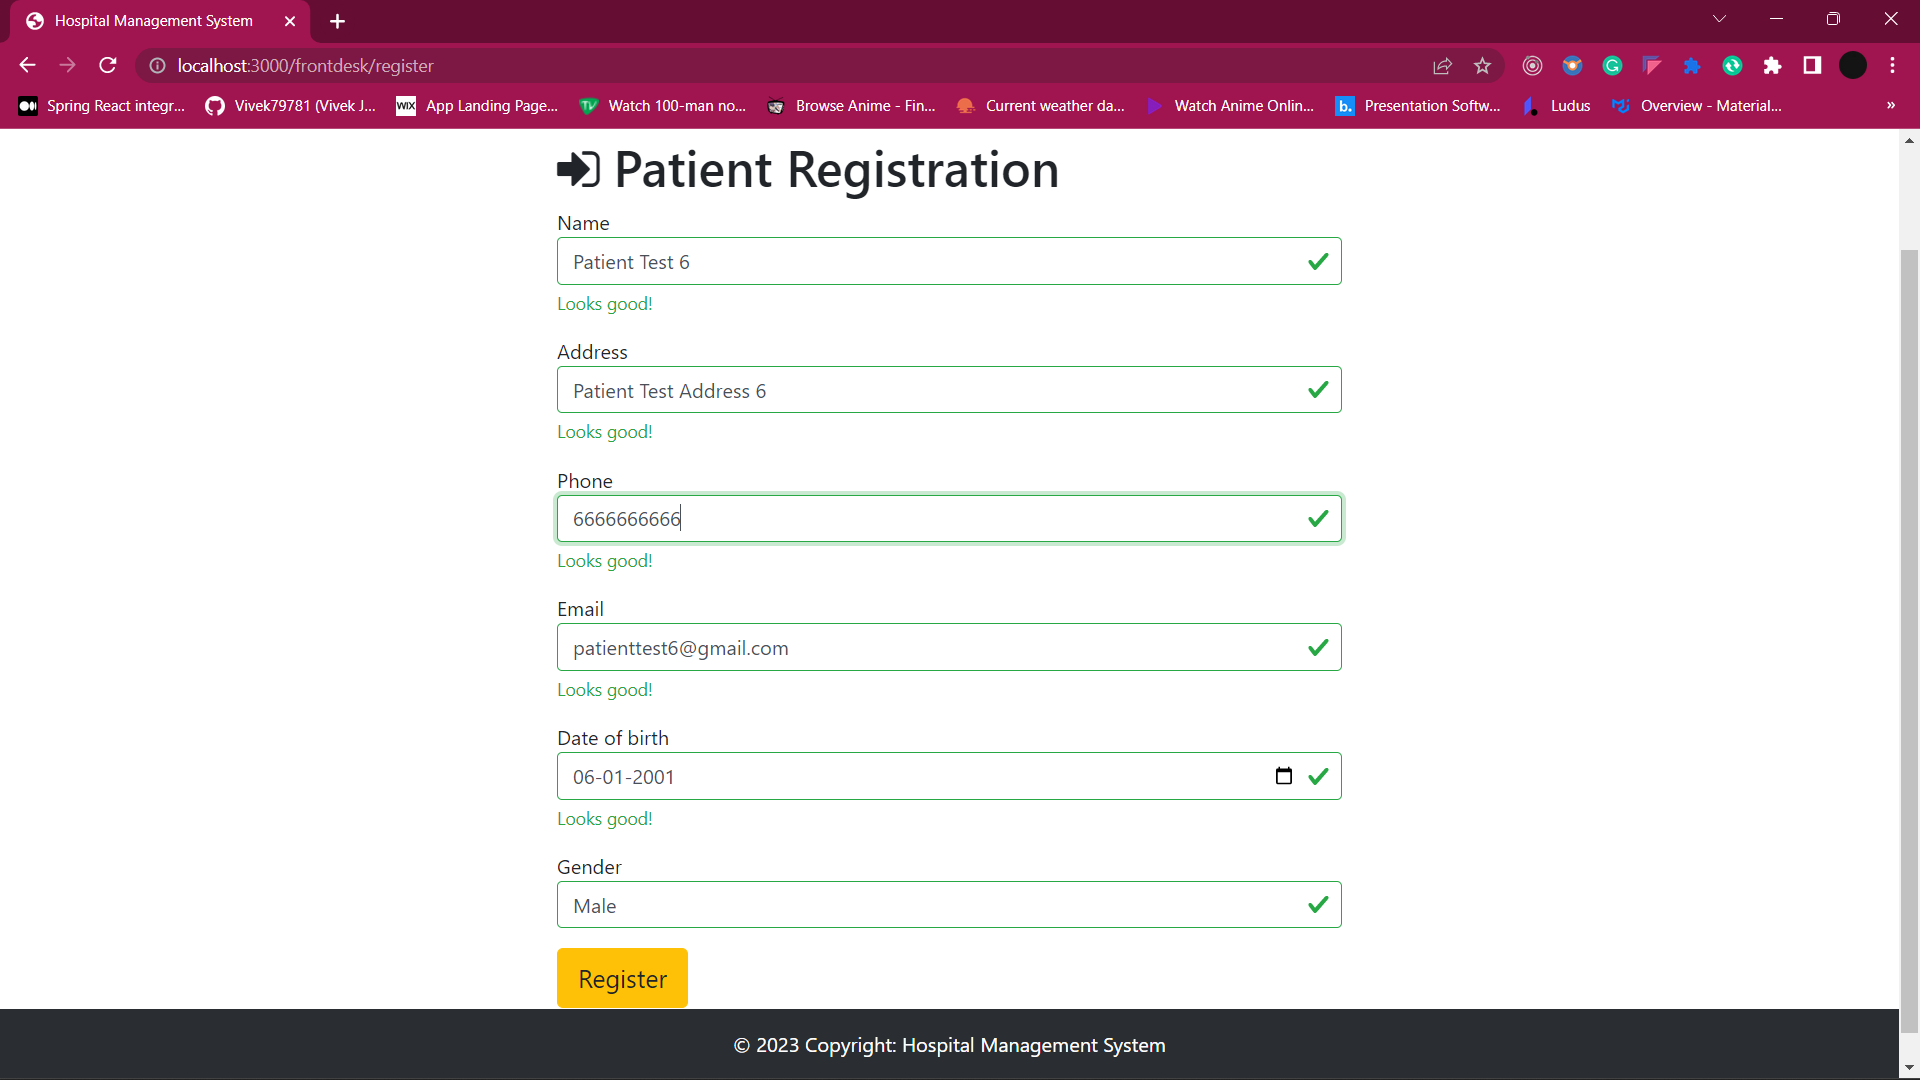 Hospital Management System
localhost:3000/frontdesk/register
Spring React integr... Vivek79781 (Vivek J... WIX App Landing Page... TV Watch 100-man no... Browse Anime - Fin... Current weather da... Watch Anime Onlin... b. Presentation Softw... Ludus Overview - Material... »
Patient Registration
Name
Patient Test 6
Looks good!
Address
Patient Test Address 6
Looks good!
Phone
6666666666
Looks good!
Email
patienttest6@gmail.com
Looks good!
Date of birth
06-01-2001
Looks good!
Gender
Male
Register
© 2023 Copyright: Hospital Management System